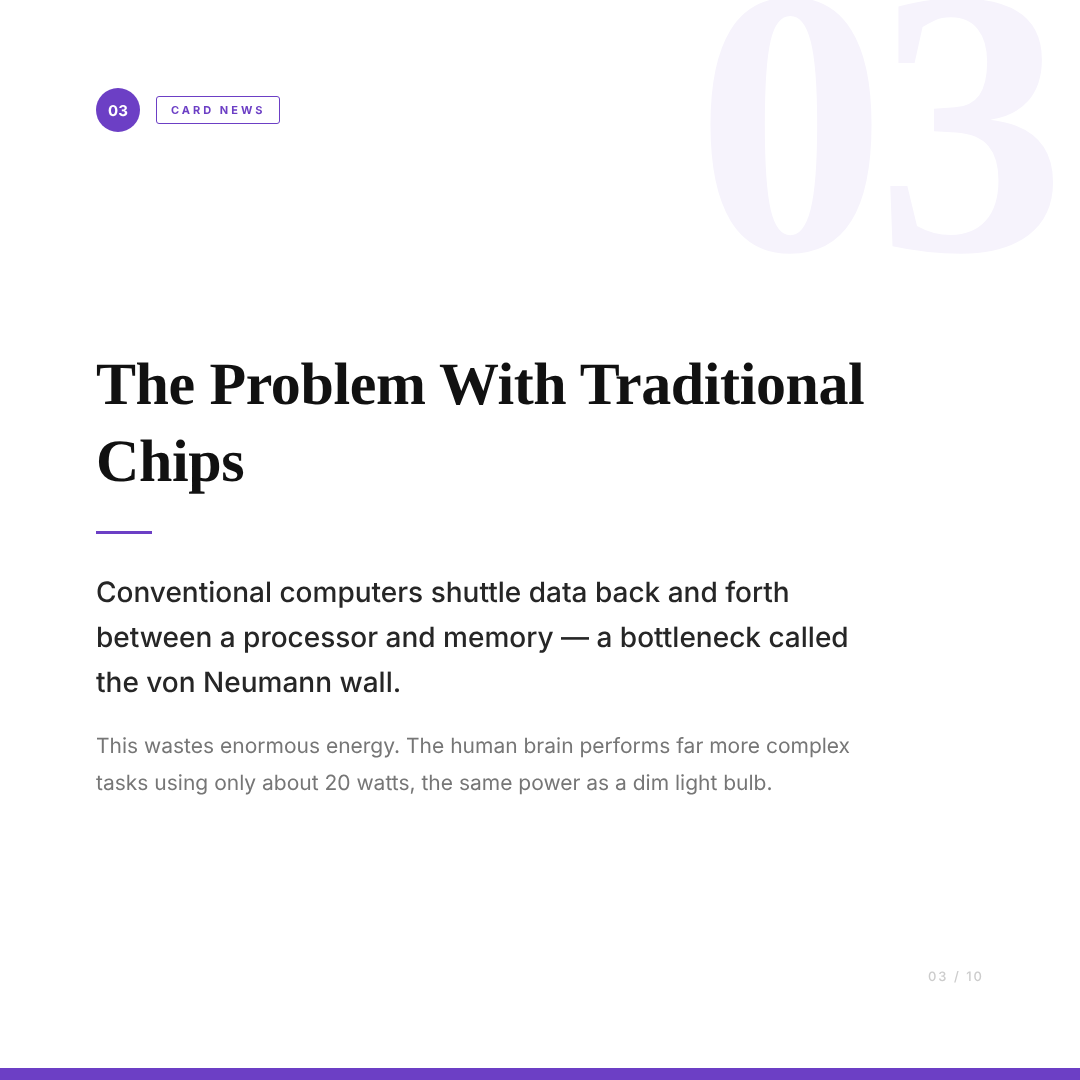 03
03
CARD NEWS
The Problem With Traditional
Chips
Conventional computers shuttle data back and forth
between a processor and memory — a bottleneck called
the von Neumann wall.
This wastes enormous energy. The human brain performs far more complex
tasks using only about 20 watts, the same power as a dim light bulb.
03 / 10